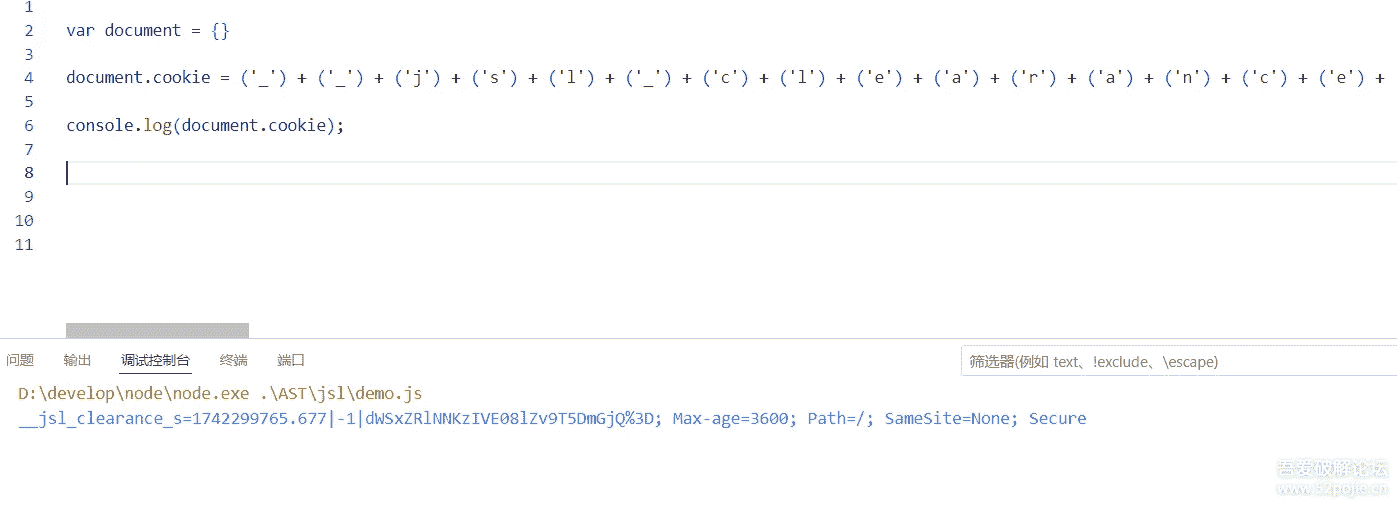 1
2 var document = {}
3
4 document.cookie = ('_') + ('_') + ('j') + ('s') + ('l') + ('_') + ('c') + ('l') + ('e') + ('a') + ('r') + ('a') + ('n') + ('c') + ('e') +
5
6 console.log(document.cookie);
7
8
9
10
11
问题 输出 调试控制台 终端 端口 筛选器(例如 text、!exclude、\escape)
D:\develop\node\node.exe .\AST\jsl\demo.js
__jsl_clearance_s=1742299765.677|-1|dWSxZRlNNKzIVE08lZv9T5DmGjQ%3D; Max-age=3600; Path=/; SameSite=None; Secure
吾爱破解论坛
www.52pojie.cn